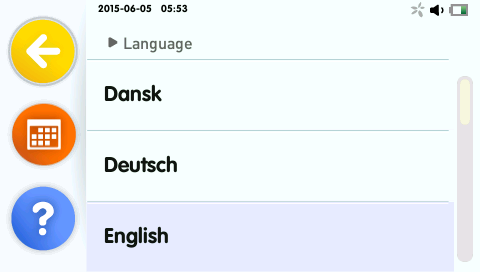 2015-06-05 05:53
Language
Dansk
Deutsch
English
?